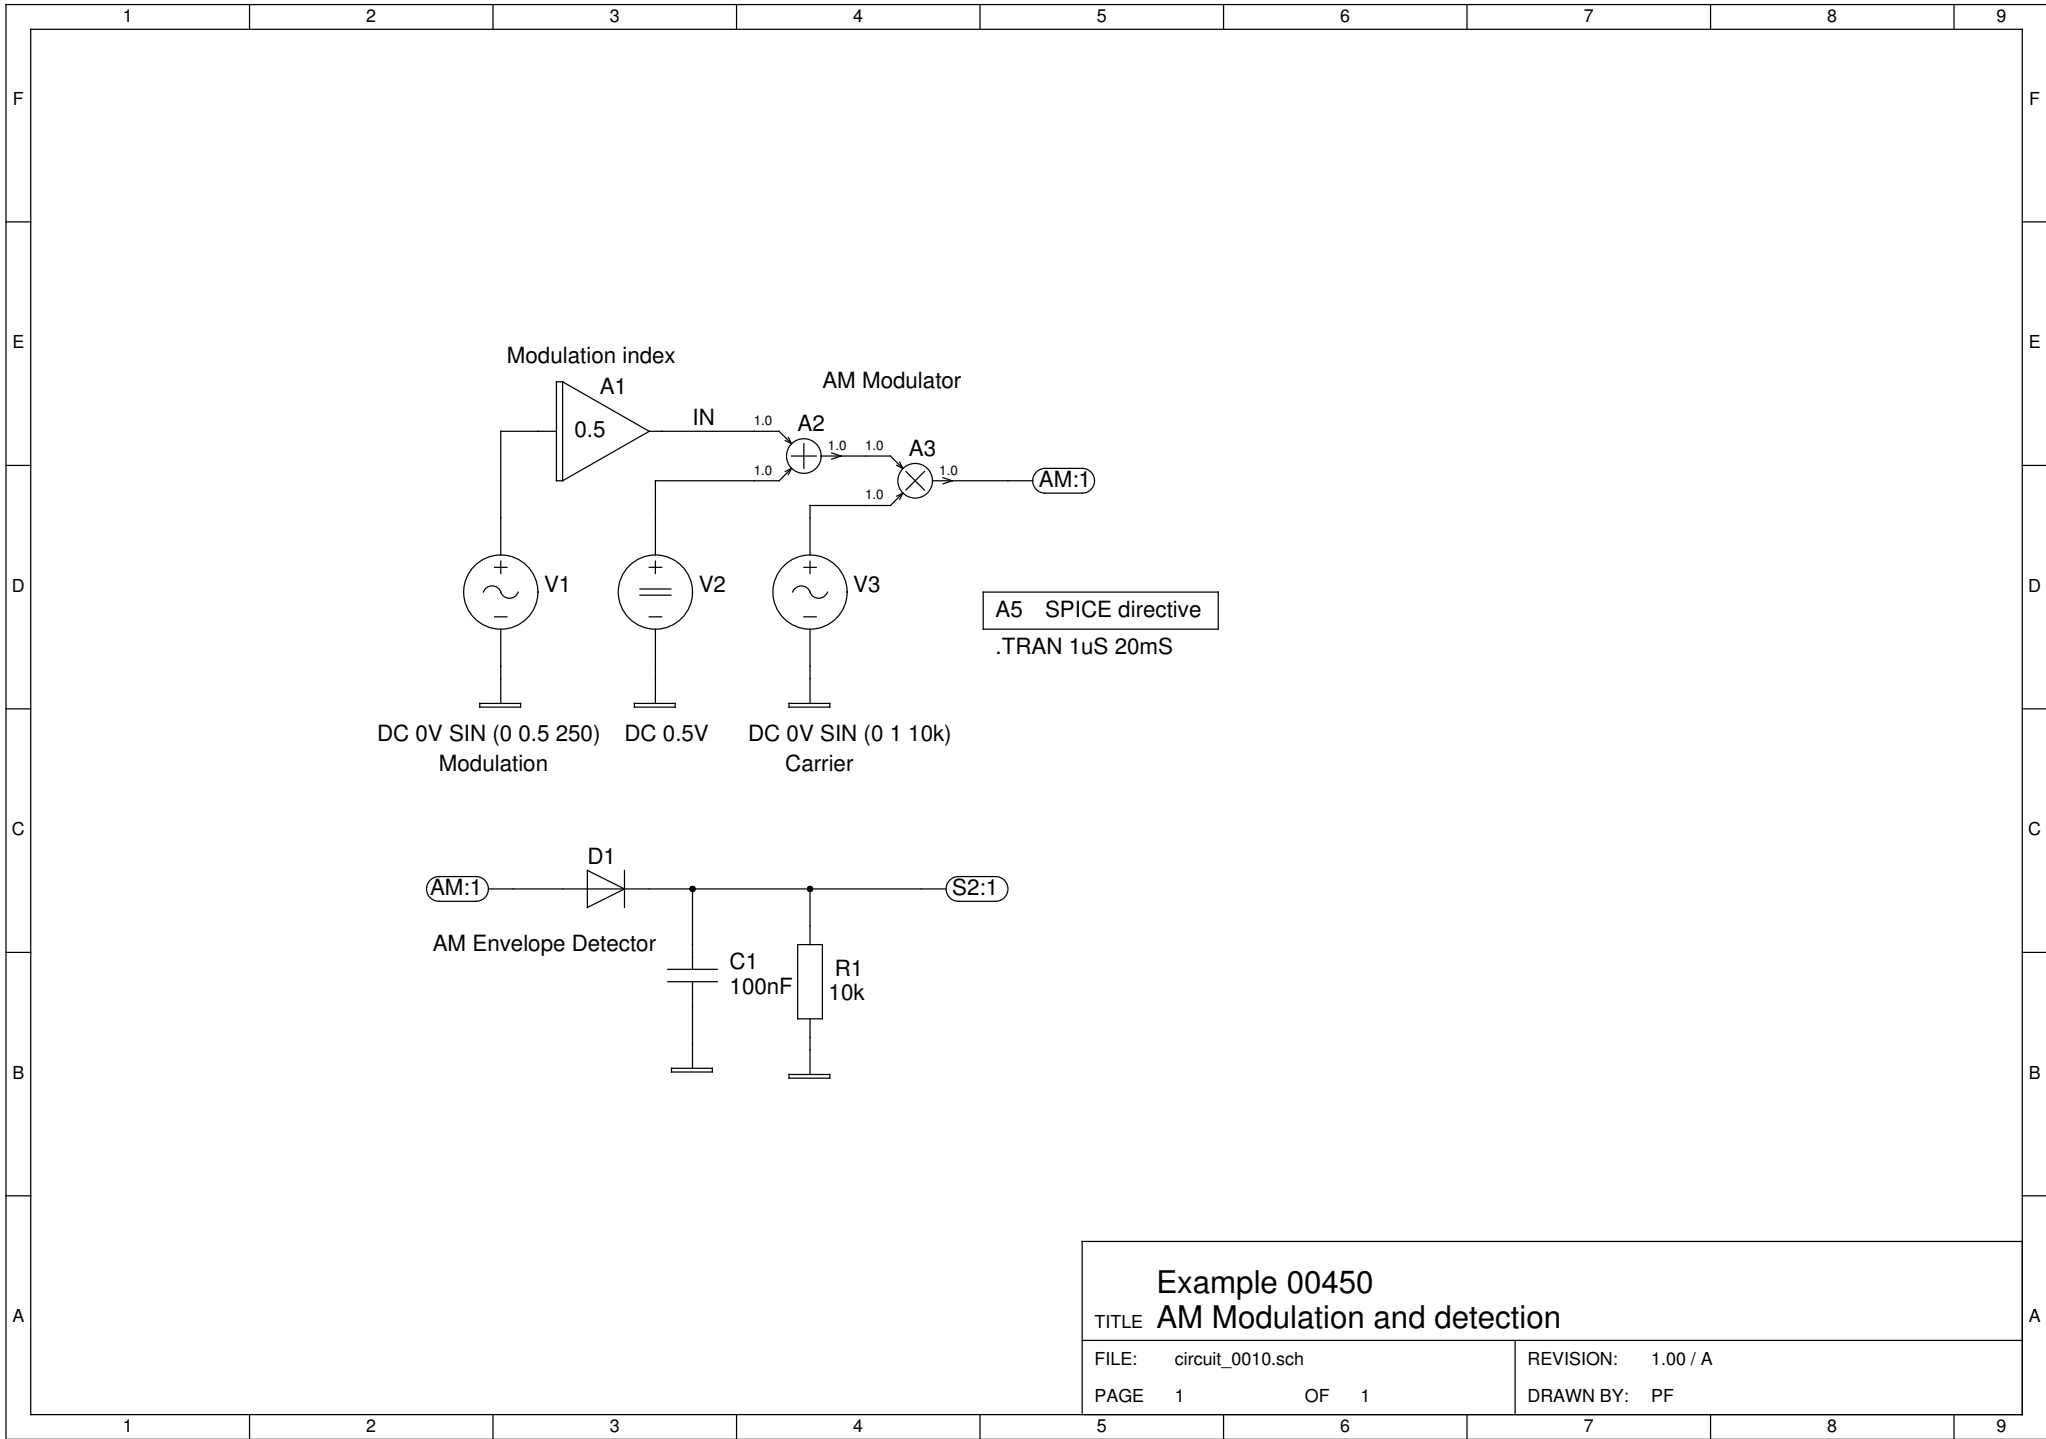 1 2 3 4 5 6 7 8 9
F F
E E
Modulation index
A1
AM Modulator
0.5
IN
1.0
A2
1.0 1.0
A3
1.0
1.0
AM:1
1.0
D D
+ V1 −
+ V2 −
+ V3 −
A5 SPICE directive
.TRAN 1uS 20mS
DC 0V SIN (0 0.5 250) DC 0.5V DC 0V SIN (0 1 10k)
Modulation Carrier
C C
D1
AM:1 S2:1
AM Envelope Detector
C1
100nF
R1
10k
B B
A A
Example 00450
TITLE AM Modulation and detection
FILE: circuit_0010.sch REVISION: 1.00 / A
PAGE 1 OF 1 DRAWN BY: PF
1 2 3 4 5 6 7 8 9